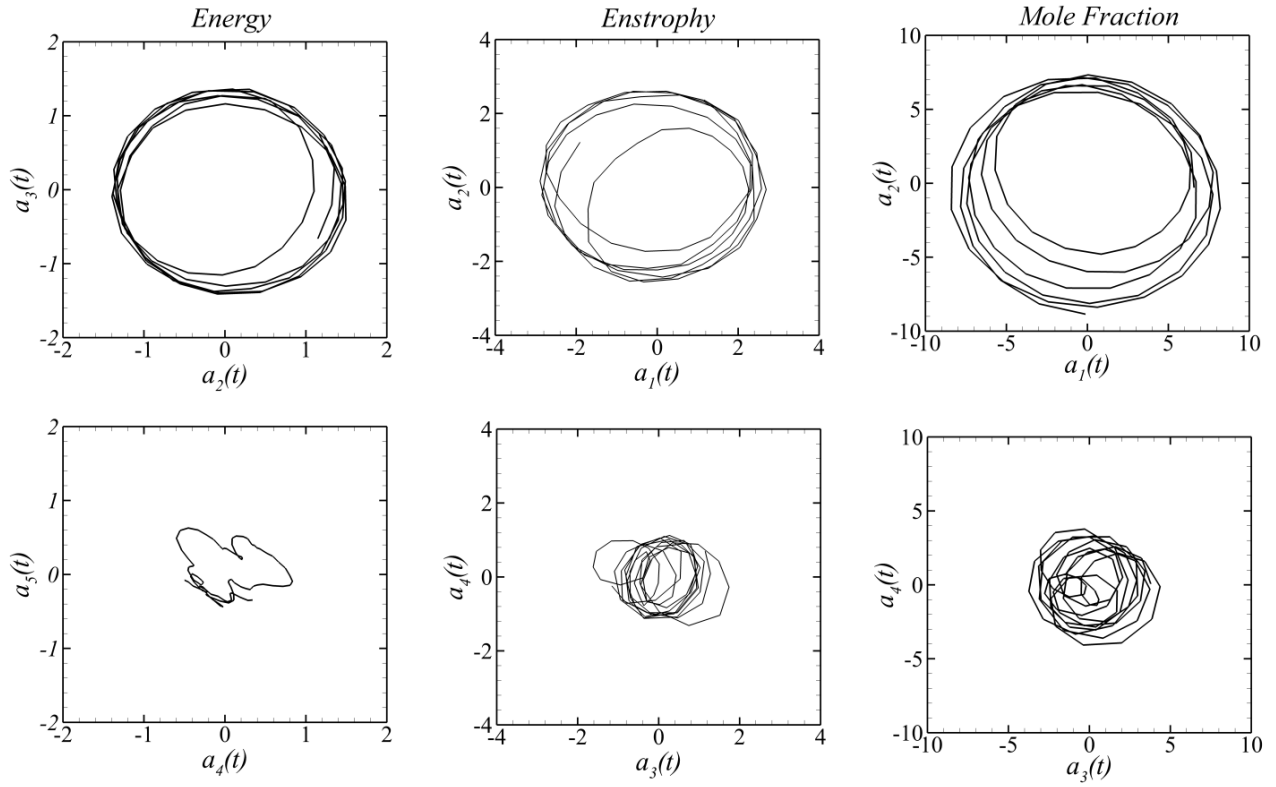 Energy
2
1
0
-1
-2
-2 -1 0 1 2
a3(t)
a2(t)
Enstrophy
4
2
0
-2
-4
-4 -2 0 2 4
a2(t)
a1(t)
Mole Fraction
10
5
0
-5
-10
-10 -5 0 5 10
a2(t)
a1(t)
2
1
0
-1
-2
-2 -1 0 1 2
a5(t)
a4(t)
4
2
0
-2
-4
-4 -2 0 2 4
a4(t)
a3(t)
10
5
0
-5
-10
-10 -5 0 5 10
a4(t)
a3(t)